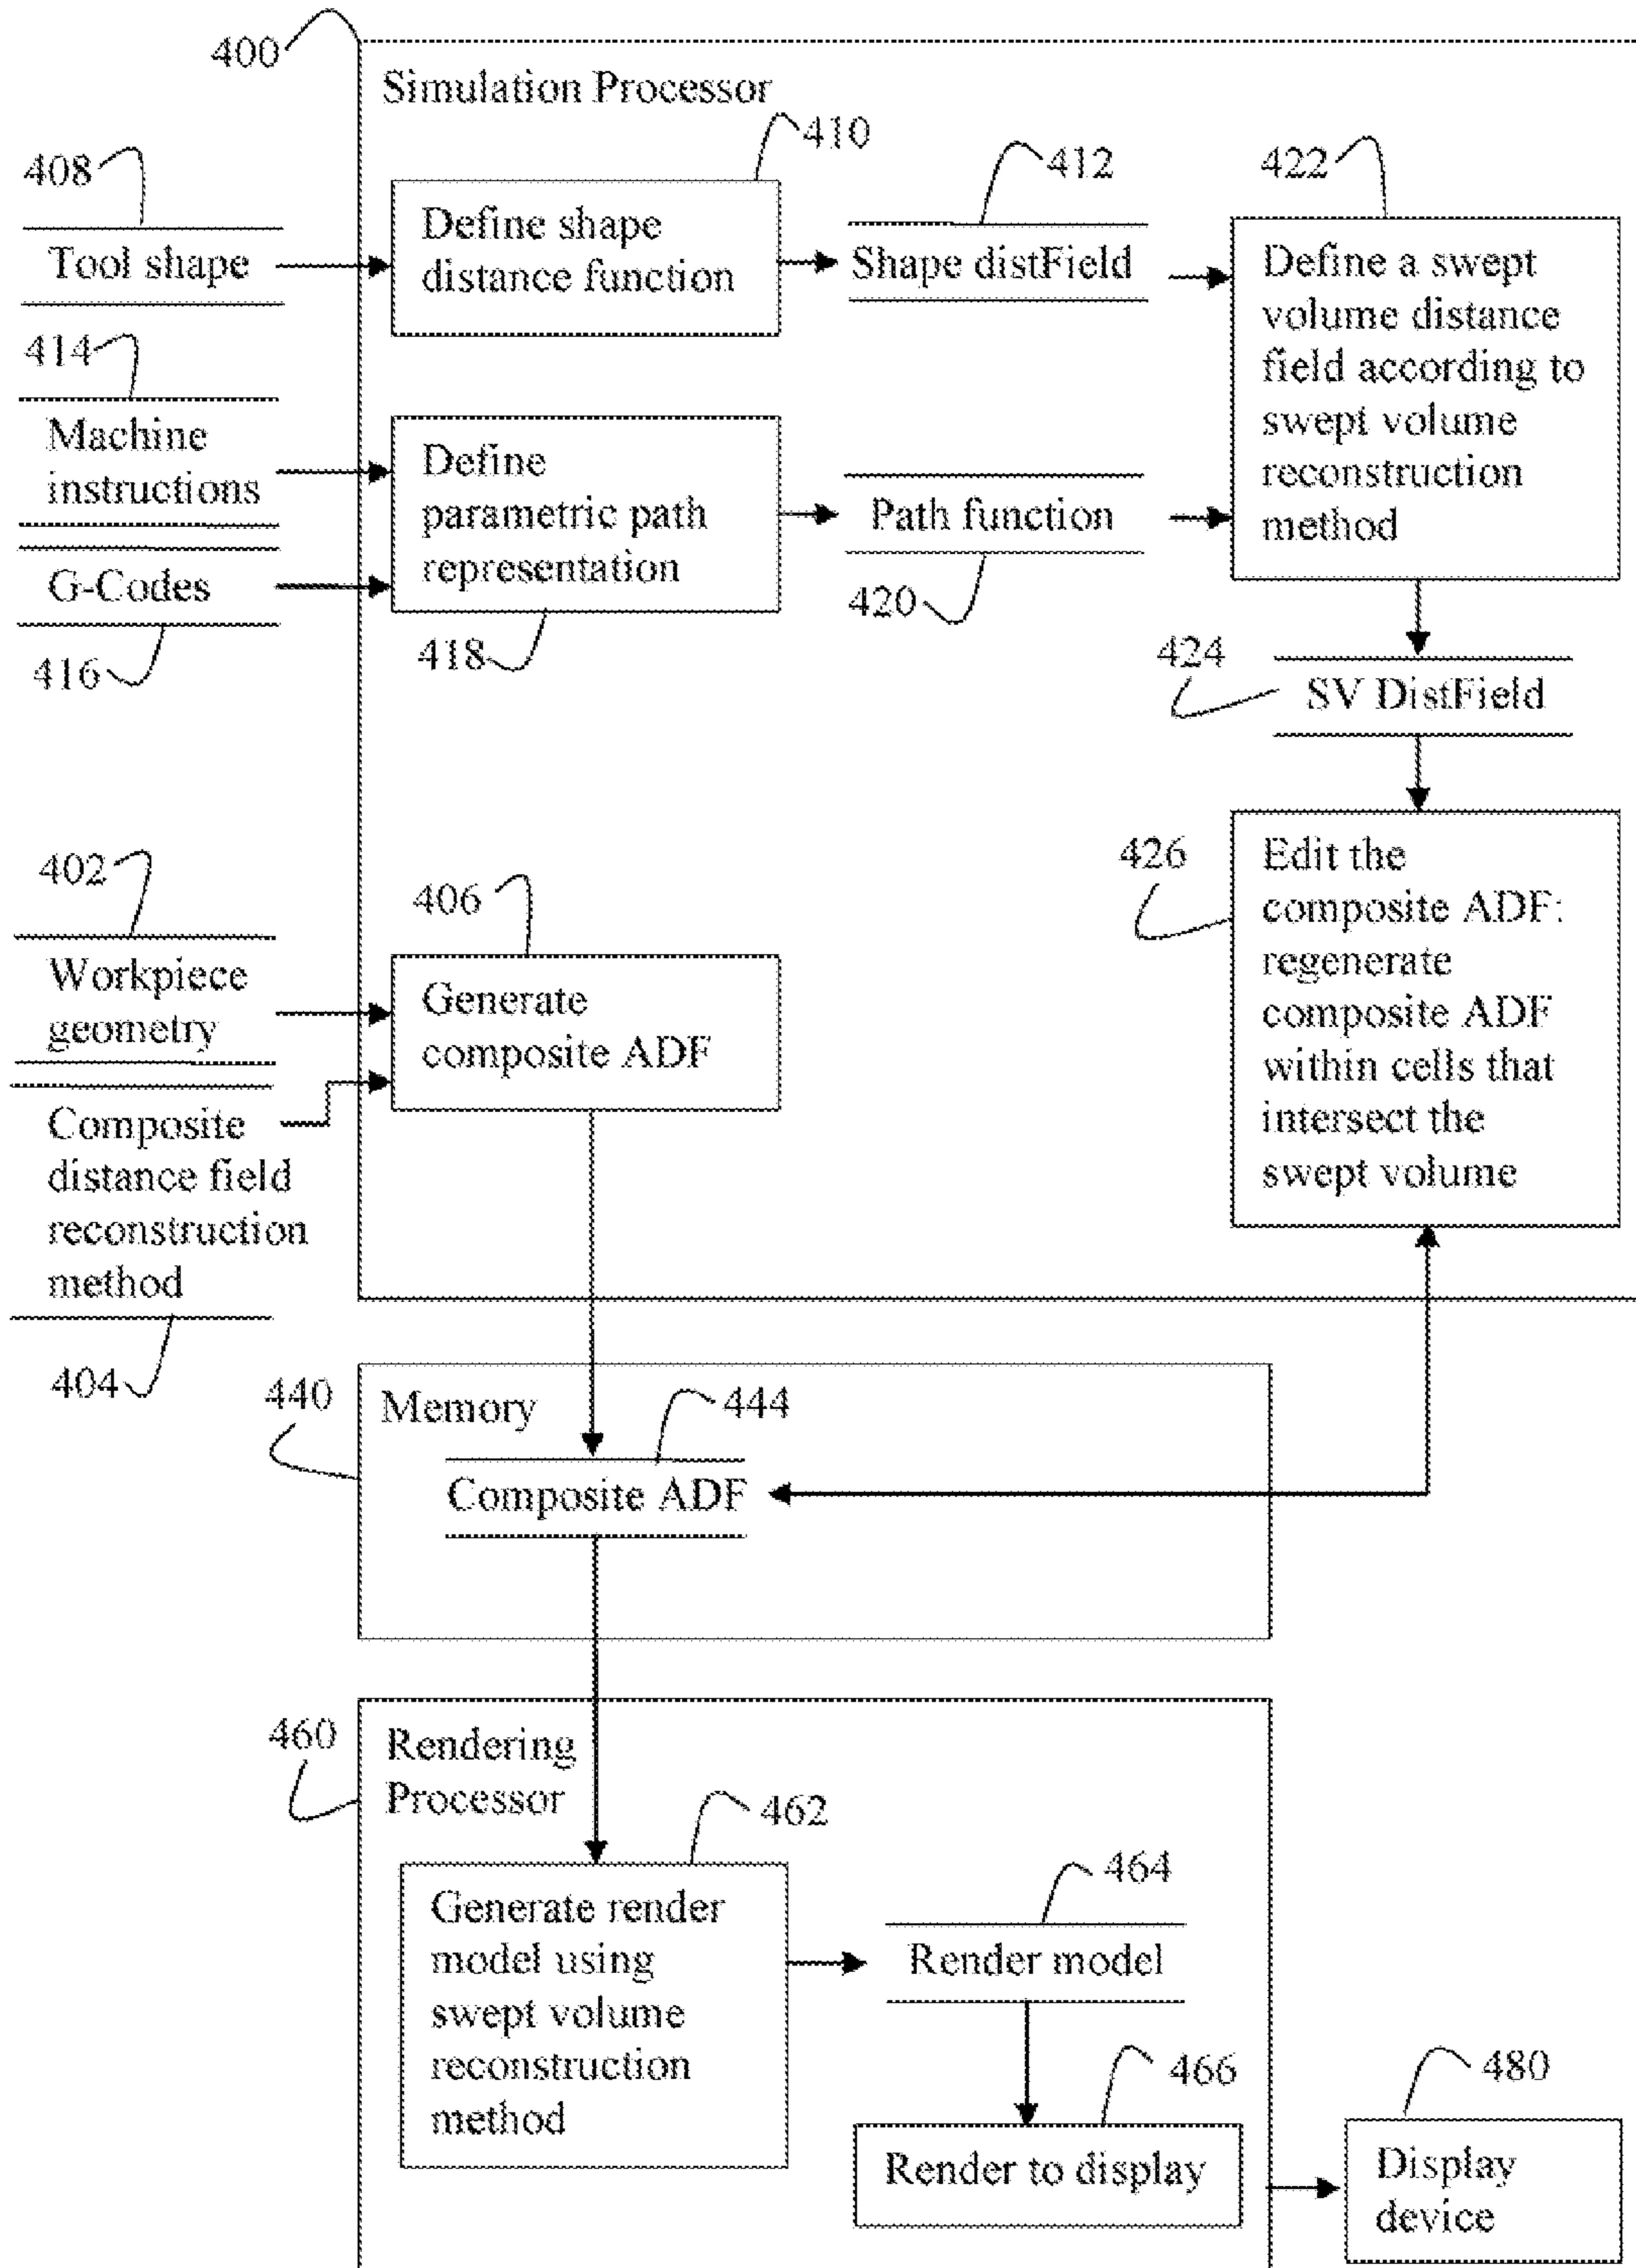 400
Simulation Processor
410
408
412
422
Tool shape
Define shape
distance function
Shape distField
Define a swept
volume distance
field according to
swept volume
reconstruction
method
414
Machine
instructions
Define
parametric path
representation
Path function
G-Codes
416
418
420
424
SV DistField
402
406
426
Edit the
composite ADF:
regenerate
composite ADF
within cells that
intersect the
swept volume
Workpiece
geometry
Generate
composite ADF
Composite
distance field
reconstruction
method
404
440
Memory
444
Composite ADF
460
Rendering
Processor
462
464
Generate render
model using
swept volume
reconstruction
method
Render model
466
480
Render to display
Display
device